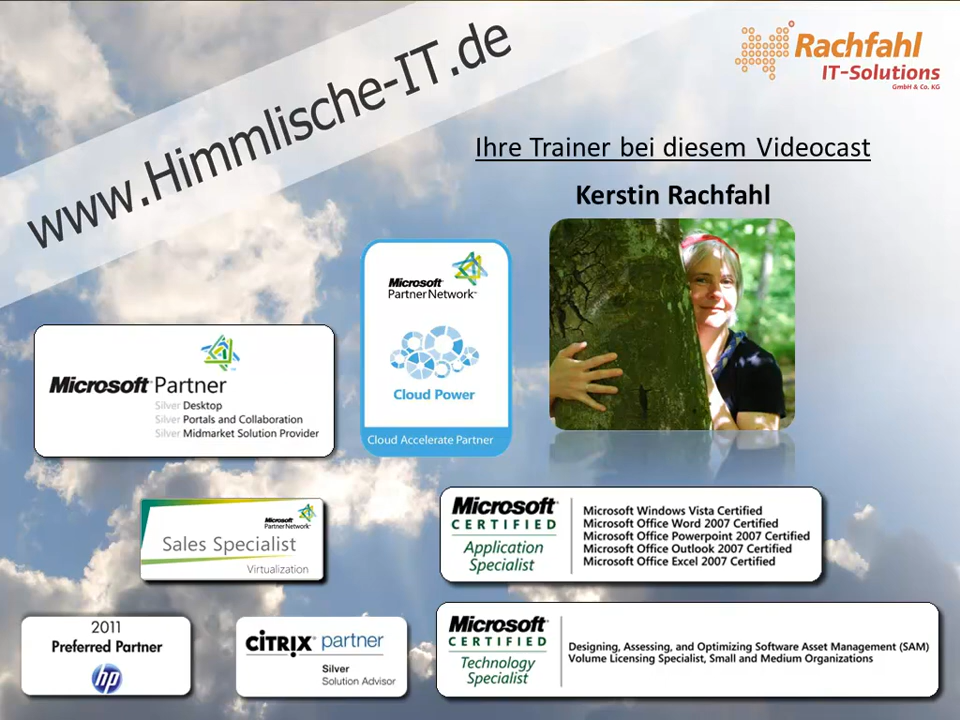 www.Himmlische-IT.de
Rachfahl
IT-Solutions
GmbH & Co. KG
Ihre Trainer bei diesem Videocast
Kerstin Rachfahl
Microsoft
PartnerNetwork
Cloud Power
Cloud Accelerate Partner
Microsoft Partner
Silver Desktop
Silver Portals and Collaboration
Silver Midmarket Solution Provider
Microsoft
PartnerNetwork
Sales Specialist
Virtualization
Microsoft
CERTIFIED
Application
Specialist
Microsoft Windows Vista Certified
Microsoft Office Word 2007 Certified
Microsoft Office Powerpoint 2007 Certified
Microsoft Office Outlook 2007 Certified
Microsoft Office Excel 2007 Certified
2011
Preferred Partner
hp
CITRIX partner
Silver
Solution Advisor
Microsoft
CERTIFIED
Technology
Specialist
Designing, Assessing, and Optimizing Software Asset Management (SAM)
Volume Licensing Specialist, Small and Medium Organizations